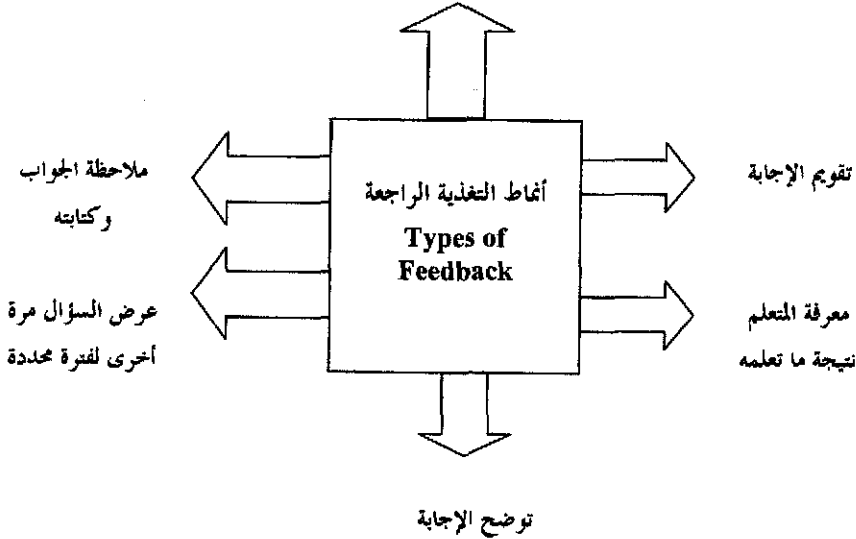 أنماط التغذية الراجعة
Types of
Feedback
تقويم الإجابة
معرفة المتعلم
نتيجة ما تعلمه
ملاحظة الجواب
وكتابته
عرض السؤال مرة
أخرى لفترة محددة
توضح الإجابة